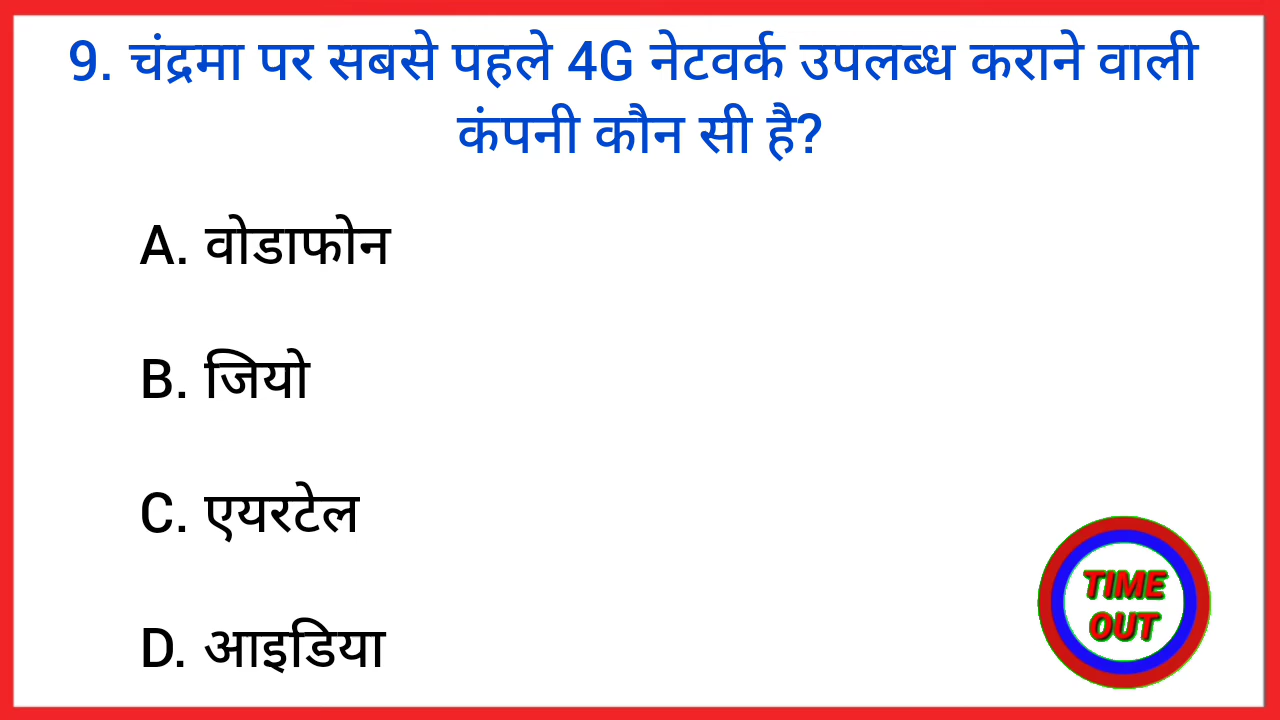 9. चंद्रमा पर सबसे पहले 4G नेटवर्क उपलब्ध कराने वाली
कंपनी कौन सी है?
A. वोडाफोन
B. जियो
C. एयरटेल
D. आइडिया
TIME
OUT